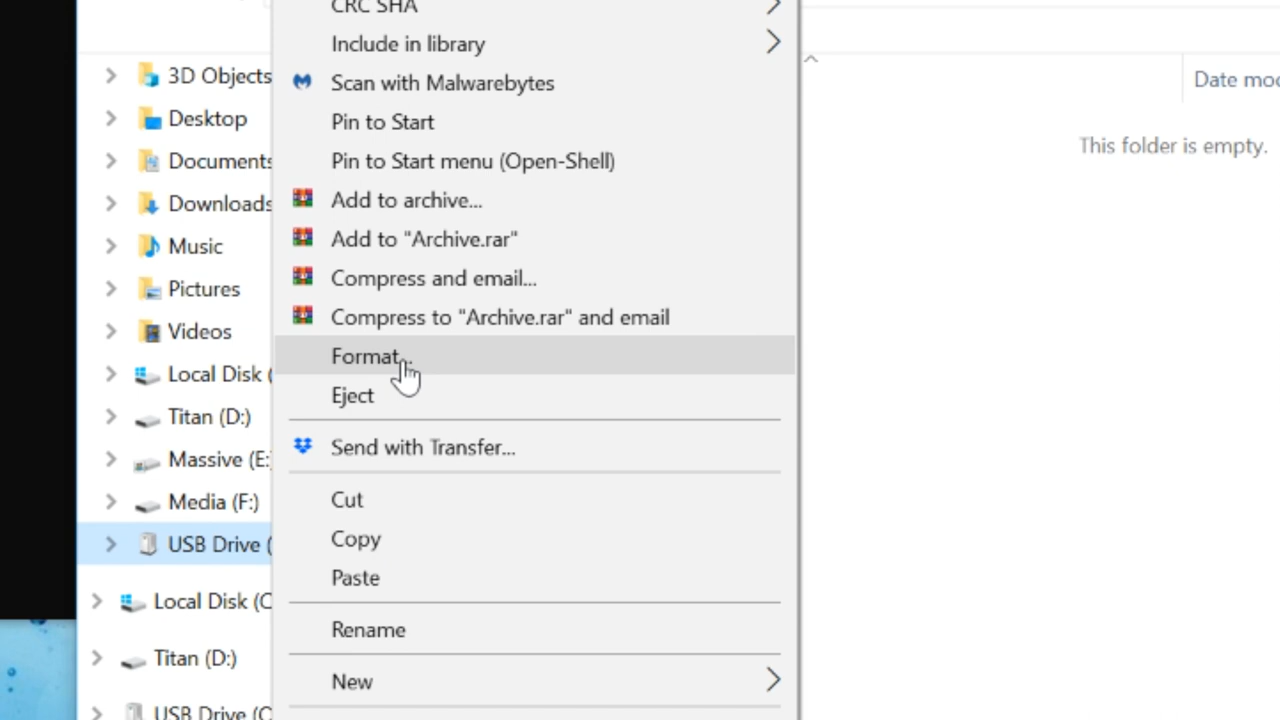 CRC SHA
Include in library
Scan with Malwarebytes
Pin to Start
Pin to Start menu (Open-Shell)
Add to archive...
Add to "Archive.rar"
Compress and email...
Compress to "Archive.rar" and email
Format...
Eject
Send with Transfer...
Cut
Copy
Paste
Rename
New
3D Objects
Desktop
Documents
Downloads
Music
Pictures
Videos
Local Disk (
Titan (D:)
Massive (E:)
Media (F:)
USB Drive (
Local Disk (C
Titan (D:)
USB Drive (
Date mod
This folder is empty.